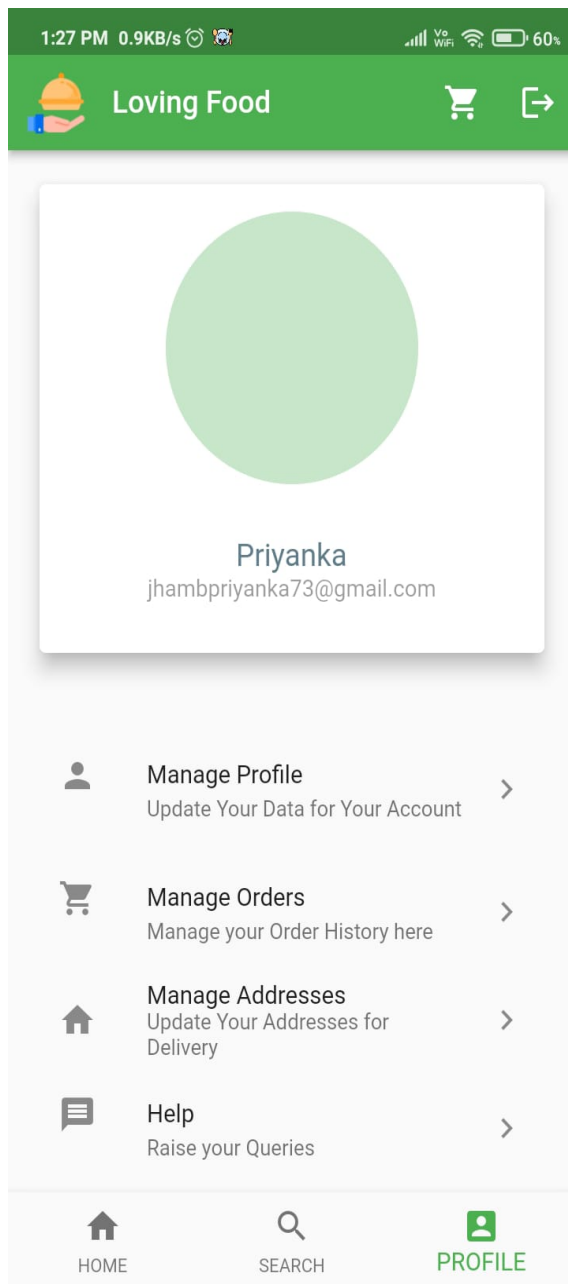 1:27 PM 0.9KB/s Vo WiFi 60%
Loving Food
Priyanka
jhambpriyanka73@gmail.com
Manage Profile
Update Your Data for Your Account
Manage Orders
Manage your Order History here
Manage Addresses
Update Your Addresses for
Delivery
Help
Raise your Queries
HOME SEARCH PROFILE